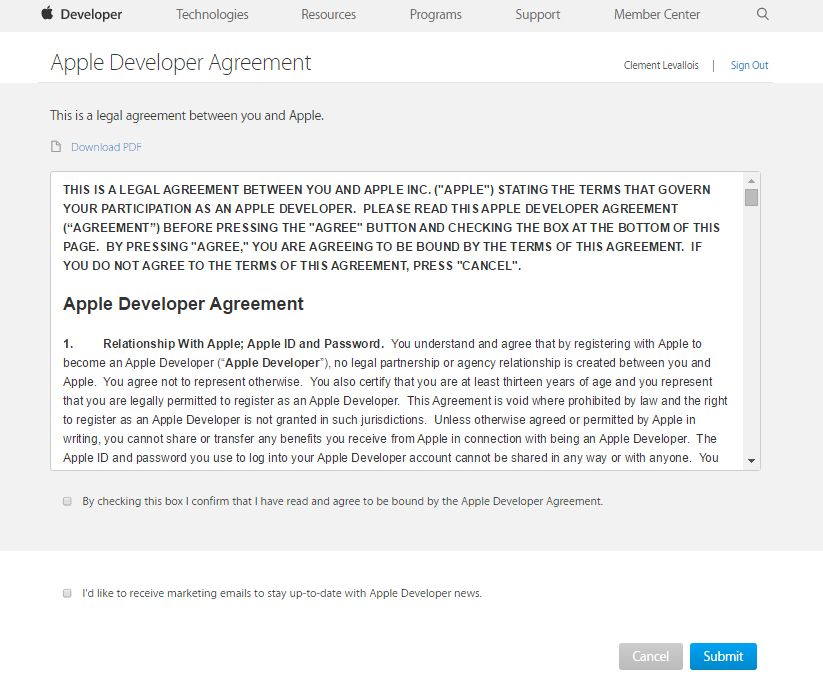 Developer Technologies Resources Programs Support Member Center
Apple Developer Agreement
Clement Levallois | Sign Out
This is a legal agreement between you and Apple.
Download PDF
THIS IS A LEGAL AGREEMENT BETWEEN YOU AND APPLE INC. ("APPLE") STATING THE TERMS THAT GOVERN
YOUR PARTICIPATION AS AN APPLE DEVELOPER. PLEASE READ THIS APPLE DEVELOPER AGREEMENT
(“AGREEMENT”) BEFORE PRESSING THE "AGREE" BUTTON AND CHECKING THE BOX AT THE BOTTOM OF THIS
PAGE. BY PRESSING "AGREE," YOU ARE AGREEING TO BE BOUND BY THE TERMS OF THIS AGREEMENT. IF
YOU DO NOT AGREE TO THE TERMS OF THIS AGREEMENT, PRESS "CANCEL".
Apple Developer Agreement
1. Relationship With Apple; Apple ID and Password. You understand and agree that by registering with Apple to
become an Apple Developer (“Apple Developer”), no legal partnership or agency relationship is created between you and
Apple. You agree not to represent otherwise. You also certify that you are at least thirteen years of age and you represent
that you are legally permitted to register as an Apple Developer. This Agreement is void where prohibited by law and the right
to register as an Apple Developer is not granted in such jurisdictions. Unless otherwise agreed or permitted by Apple in
writing, you cannot share or transfer any benefits you receive from Apple in connection with being an Apple Developer. The
Apple ID and password you use to log into your Apple Developer account cannot be shared in any way or with anyone. You
By checking this box I confirm that I have read and agree to be bound by the Apple Developer Agreement.
I'd like to receive marketing emails to stay up-to-date with Apple Developer news.
Cancel Submit